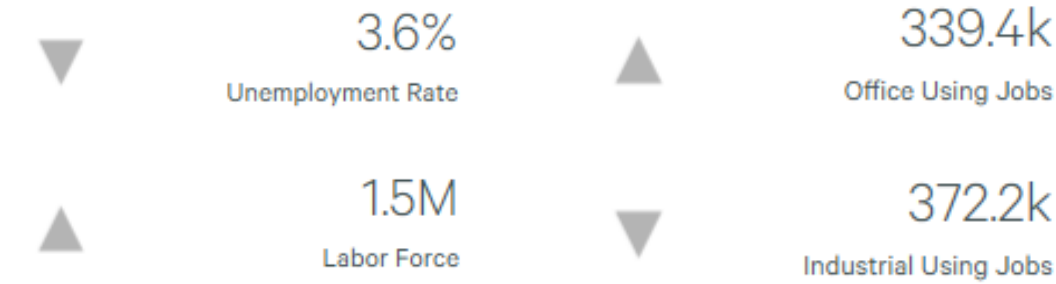 3.6%
Unemployment Rate
339.4k
Office Using Jobs
1.5M
Labor Force
372.2k
Industrial Using Jobs